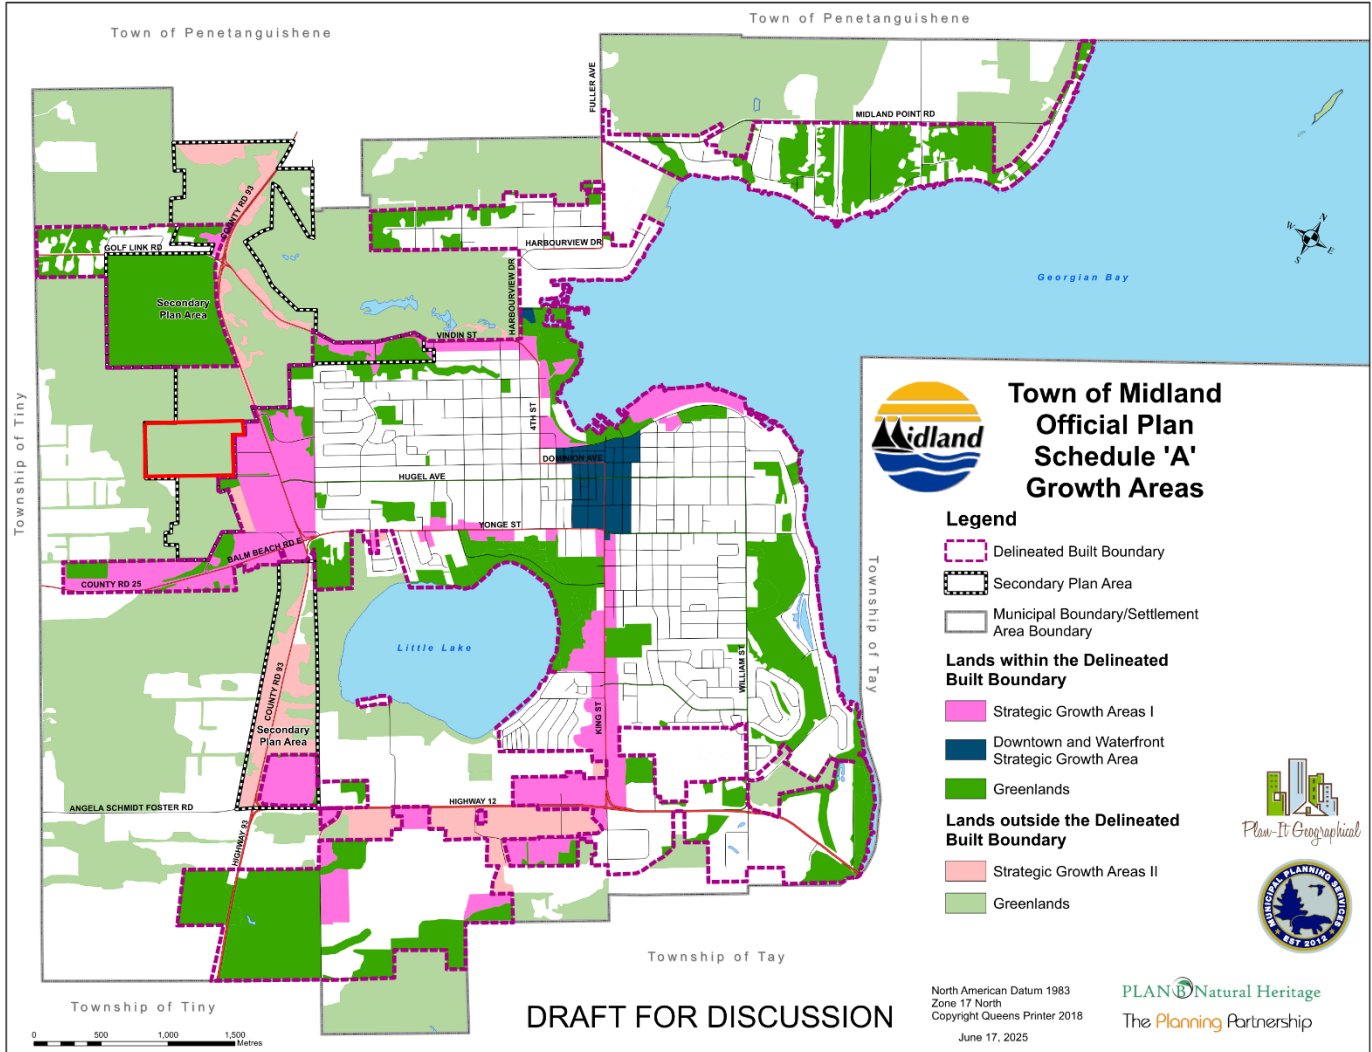 Town of Penetanguishene
Town of Penetanguishene
FULLER AVE
MIDLAND POINT RD
COUNTY RD 93
GOLF LINK RD
HARBOURVIEW DR
HARBOURVIEW DR
Secondary
Plan Area
VINDIN ST
Georgian Bay
N
W
E
S
4TH ST
DOMINION AVE
HUGEL AVE
YONGE ST
BALM BEACH RD E
COUNTY RD 25
Little Lake
COUNTY RD 93
Secondary
Plan Area
KING ST
WILLIAM ST
HIGHWAY 12
ANGELA SCHMIDT FOSTER RD
HIGHWAY 93
Township of Tiny
Township of Tay
Township of Tay
Township of Tiny
Midland
Town of Midland
Official Plan
Schedule 'A'
Growth Areas
Legend
Delineated Built Boundary
Secondary Plan Area
Municipal Boundary/Settlement
Area Boundary
Lands within the Delineated
Built Boundary
Strategic Growth Areas I
Downtown and Waterfront
Strategic Growth Area
Greenlands
Lands outside the Delineated
Built Boundary
Strategic Growth Areas II
Greenlands
Plan-It Geographical
MUNICIPAL PLANNING SERVICES
EST 2012
0 500 1,000 1,500
Metres
DRAFT FOR DISCUSSION
North American Datum 1983
Zone 17 North
Copyright Queens Printer 2018
June 17, 2025
PLAN B Natural Heritage
The Planning Partnership